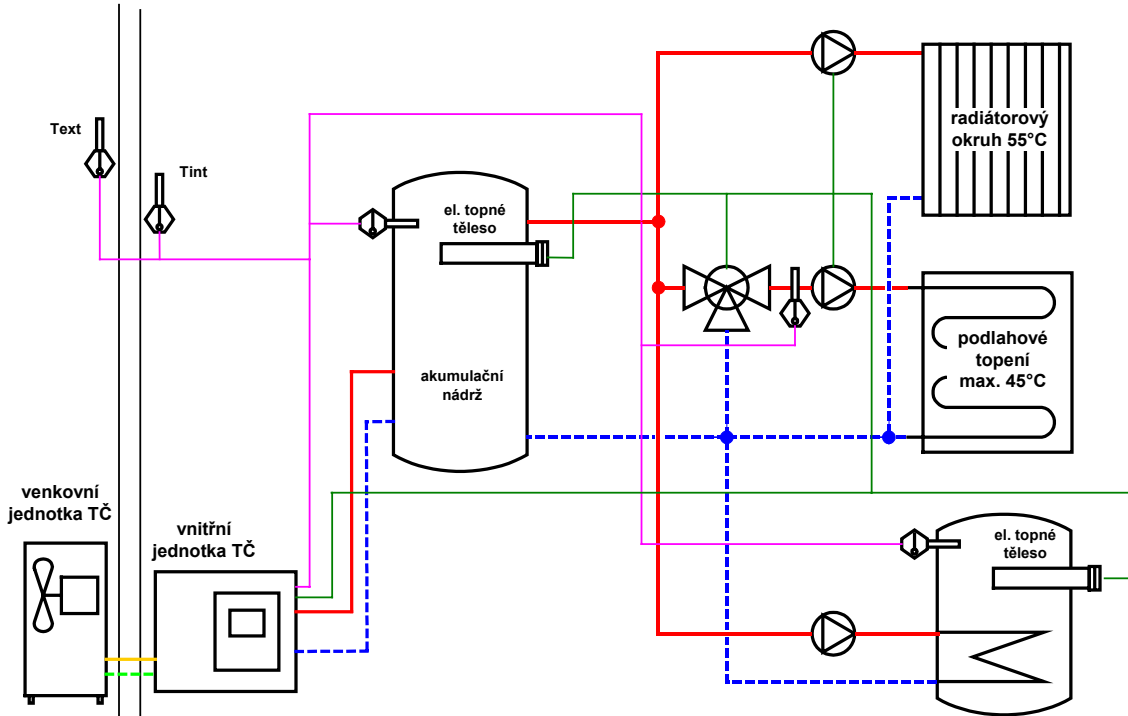 Text
Tint
el. topné
těleso
akumulační
nádrž
radiátorový
okruh 55°C
podlahové
topení
max. 45°C
venkovní
jednotka TČ
vnitřní
jednotka TČ
el. topné
těleso